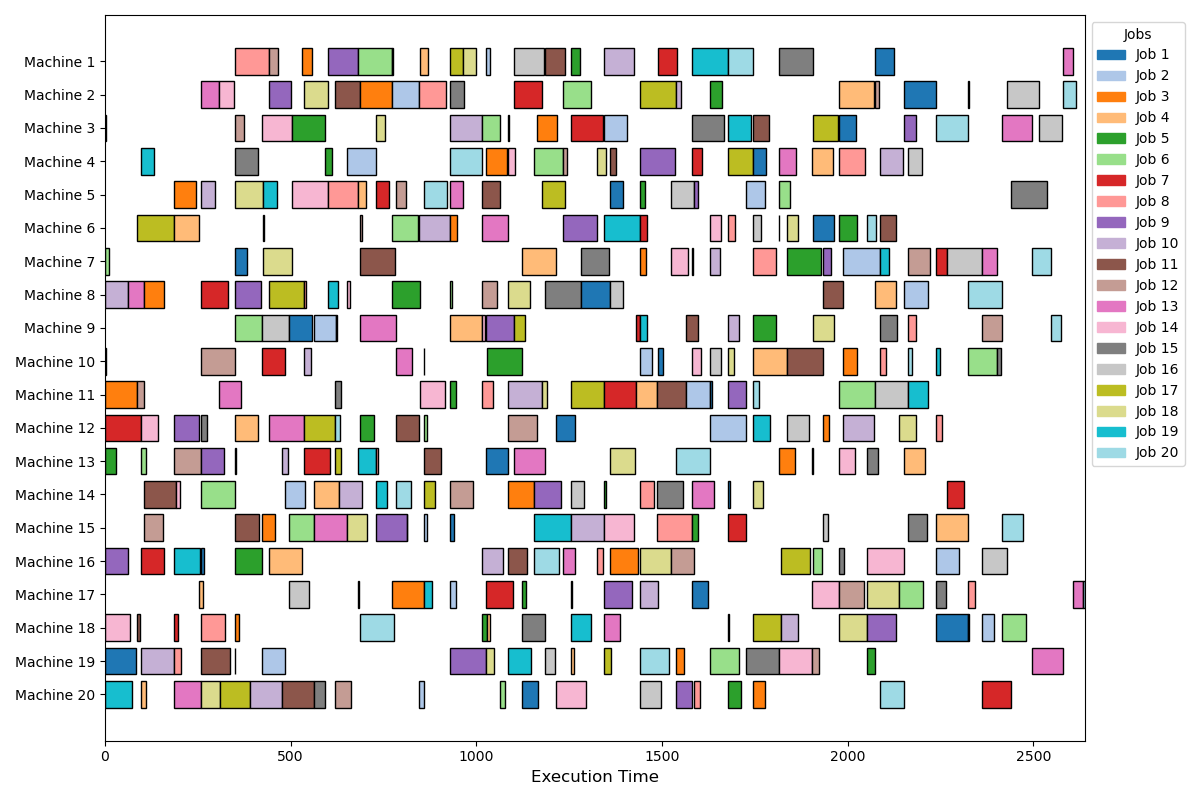 Machine 1
Machine 2
Machine 3
Machine 4
Machine 5
Machine 6
Machine 7
Machine 8
Machine 9
Machine 10
Machine 11
Machine 12
Machine 13
Machine 14
Machine 15
Machine 16
Machine 17
Machine 18
Machine 19
Machine 20
0 500 1000 1500 2000 2500
Execution Time
Jobs
Job 1
Job 2
Job 3
Job 4
Job 5
Job 6
Job 7
Job 8
Job 9
Job 10
Job 11
Job 12
Job 13
Job 14
Job 15
Job 16
Job 17
Job 18
Job 19
Job 20